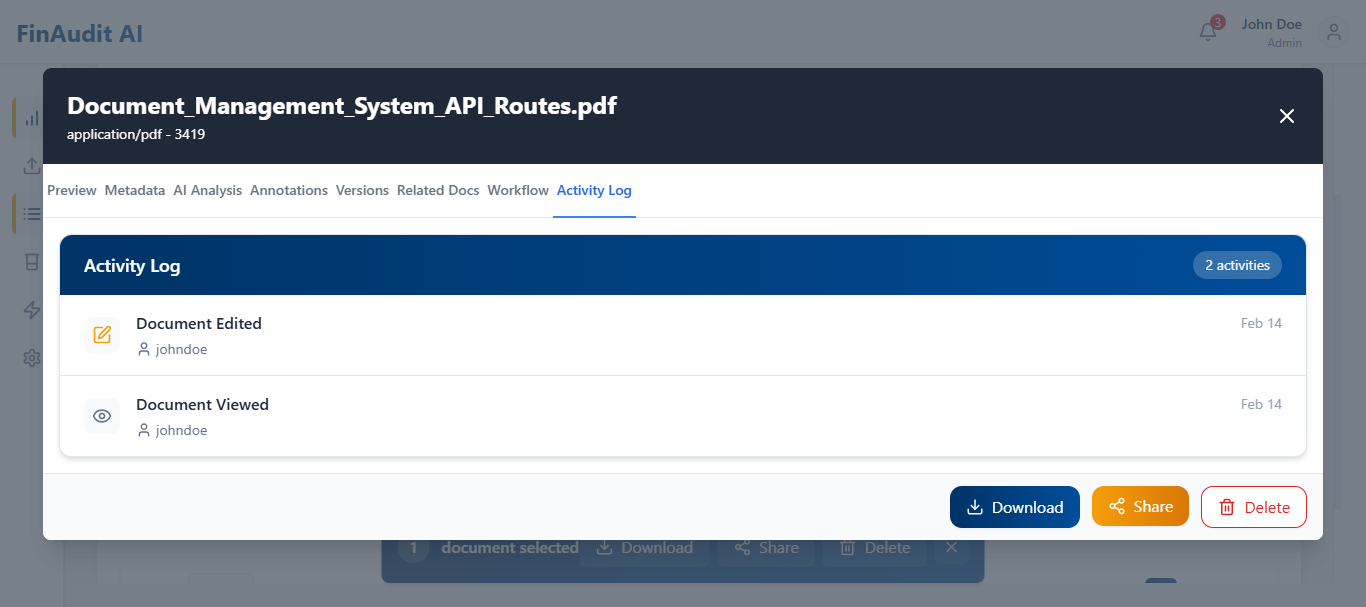 FinAudit AI
3
John Doe
Admin
Document_Management_System_API_Routes.pdf
application/pdf - 3419
Preview Metadata AI Analysis Annotations Versions Related Docs Workflow Activity Log
Activity Log
2 activities
Document Edited
Feb 14
johndoe
Document Viewed
Feb 14
johndoe
Download Share Delete
1 document selected Download Share Delete